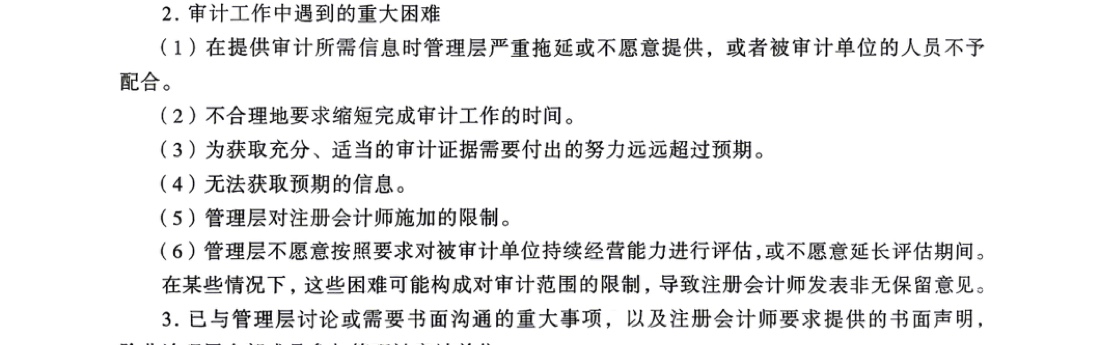 2. 审计工作中遇到的重大困难
（1）在提供审计所需信息时管理层严重拖延或不愿意提供，或者被审计单位的人员不予
配合。
（2）不合理地要求缩短完成审计工作的时间。
（3）为获取充分、适当的审计证据需要付出的努力远远超过预期。
（4）无法获取预期的信息。
（5）管理层对注册会计师施加的限制。
（6）管理层不愿意按照要求对被审计单位持续经营能力进行评估，或不愿意延长评估期间。
在某些情况下，这些困难可能构成对审计范围的限制，导致注册会计师发表非无保留意见。
3. 已与管理层讨论或需要书面沟通的重大事项，以及注册会计师要求提供的书面声明，